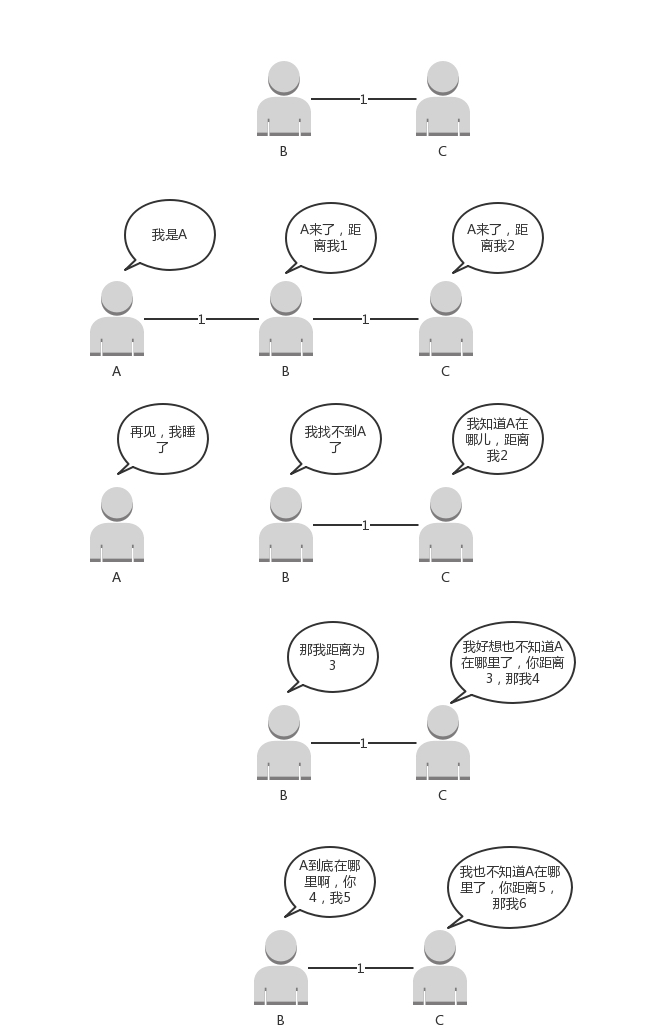 1
B
C
我是A
A来了，距
离我1
A来了，距
离我2
1
1
A
B
C
再见，我睡
了
我找不到A
了
我知道A在
哪儿，距离
我2
1
A
B
C
那我距离为
3
我好想也不知道A
在哪里了，你距离
3，那我4
1
B
C
A到底在哪
里啊，你
4，我5
我也不知道A在哪
里了，你距离5，
那我6
1
B
C